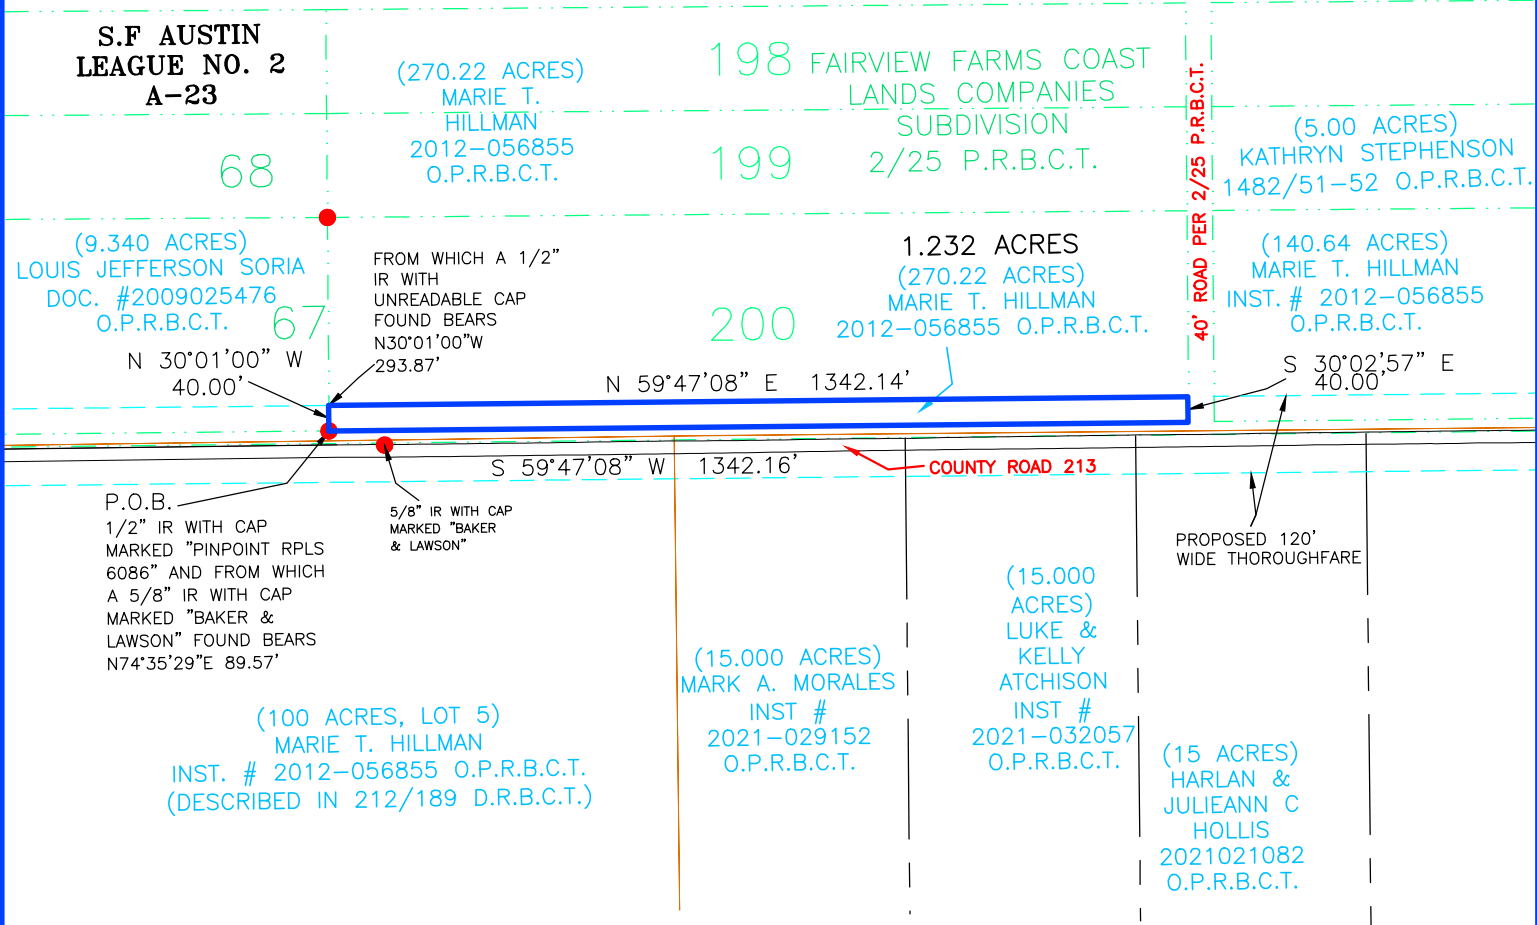 S.F AUSTIN
LEAGUE NO. 2
A-23
(270.22 ACRES)
MARIE T.
HILLMAN
2012-056855
O.P.R.B.C.T.
198
FAIRVIEW FARMS COAST
LANDS COMPANIES
SUBDIVISION
2/25 P.R.B.C.T.
199
68
40' ROAD PER 2/25 P.R.B.C.T.
(5.00 ACRES)
KATHRYN STEPHENSON
1482/51-52 O.P.R.B.C.T.
(9.340 ACRES)
LOUIS JEFFERSON SORIA
DOC. #2009025476
O.P.R.B.C.T.
67
FROM WHICH A 1/2"
IR WITH
UNREADABLE CAP
FOUND BEARS
N30°01'00"W
293.87'
200
1.232 ACRES
(270.22 ACRES)
MARIE T. HILLMAN
2012-056855 O.P.R.B.C.T.
(140.64 ACRES)
MARIE T. HILLMAN
INST. # 2012-056855
O.P.R.B.C.T.
N 30°01'00" W
40.00'
N 59°47'08" E 1342.14'
S 30°02,57" E
40.00'
S 59°47'08" W 1342.16'
COUNTY ROAD 213
P.O.B.
1/2" IR WITH CAP
MARKED "PINPOINT RPLS
6086" AND FROM WHICH
A 5/8" IR WITH CAP
MARKED "BAKER &
LAWSON" FOUND BEARS
N74°35'29"E 89.57'
5/8" IR WITH CAP
MARKED "BAKER
& LAWSON"
PROPOSED 120'
WIDE THOROUGHFARE
(100 ACRES, LOT 5)
MARIE T. HILLMAN
INST. # 2012-056855 O.P.R.B.C.T.
(DESCRIBED IN 212/189 D.R.B.C.T.)
(15.000 ACRES)
MARK A. MORALES
INST #
2021-029152
O.P.R.B.C.T.
(15.000
ACRES)
LUKE &
KELLY
ATCHISON
INST #
2021-032057
O.P.R.B.C.T.
(15 ACRES)
HARLAN &
JULIEANN C
HOLLIS
2021021082
O.P.R.B.C.T.